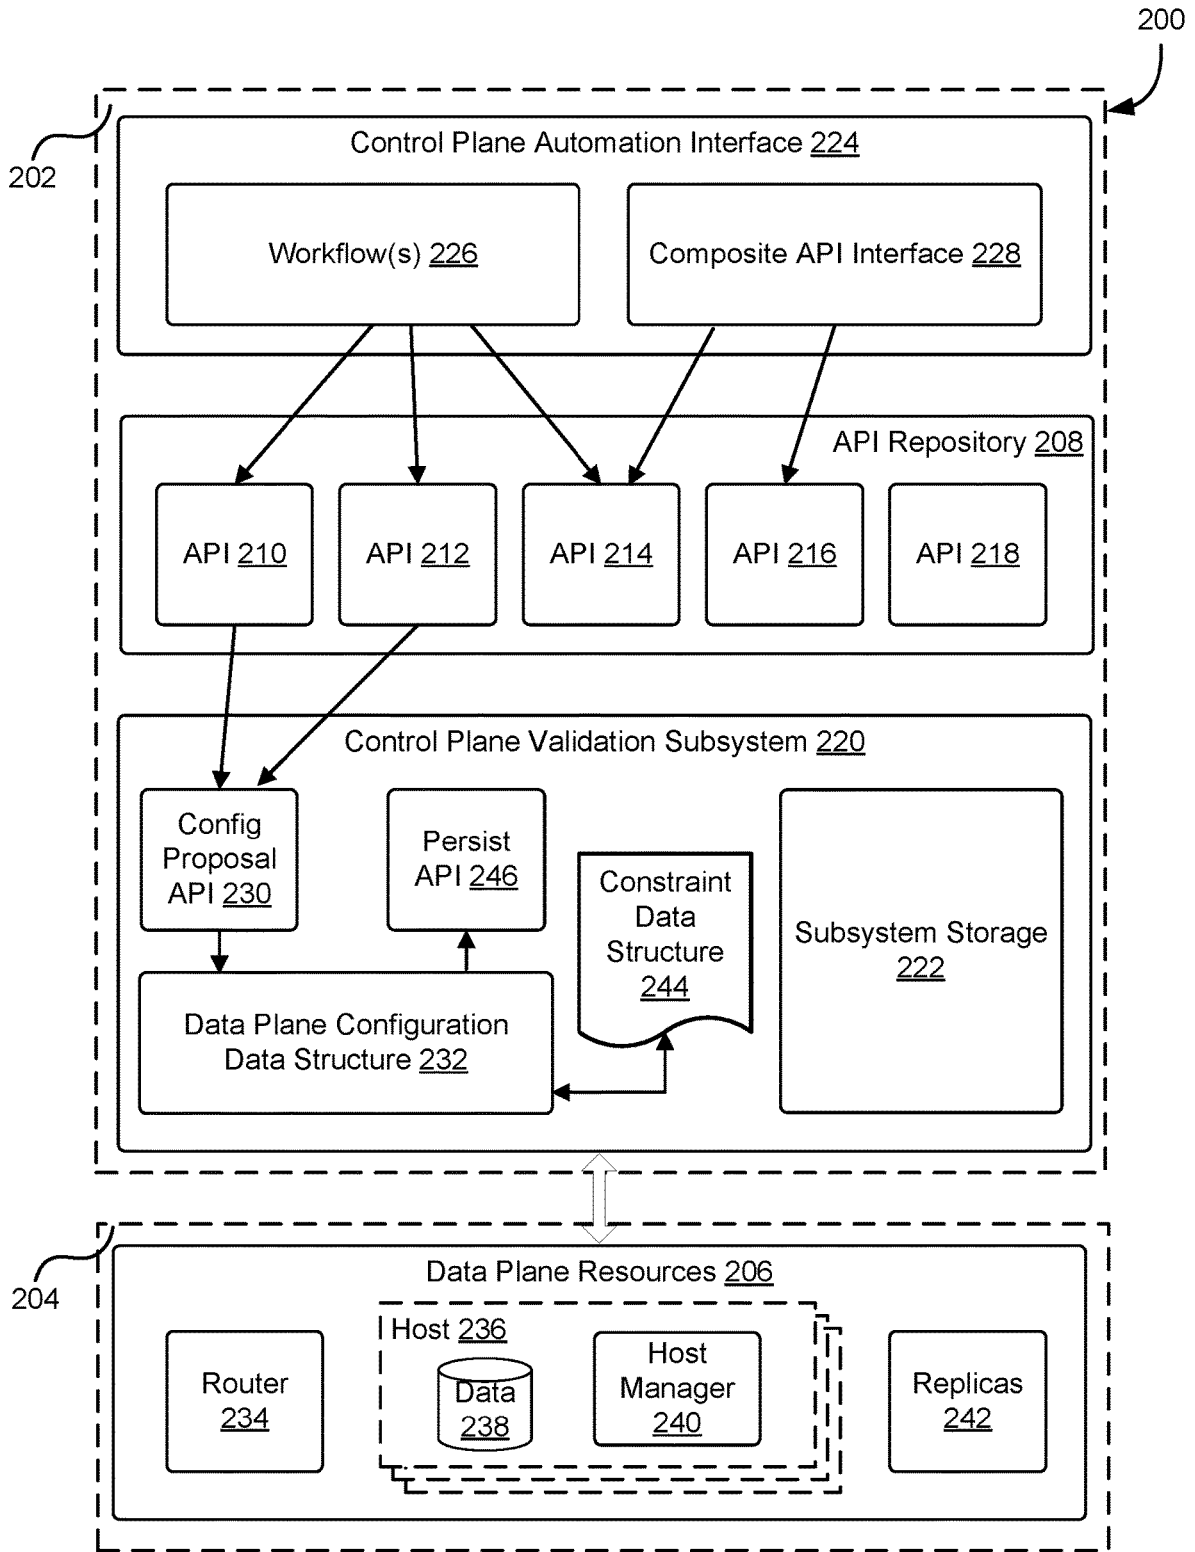 200
202
Control Plane Automation Interface 224
Workflow(s) 226
Composite API Interface 228
API Repository 208
API 210
API 212
API 214
API 216
API 218
Control Plane Validation Subsystem 220
Config
Proposal
API 230
Persist
API 246
Constraint
Data
Structure
244
Subsystem Storage
222
Data Plane Configuration
Data Structure 232
204
Data Plane Resources 206
Router
234
Host 236
Data
238
Host
Manager
240
Replicas
242